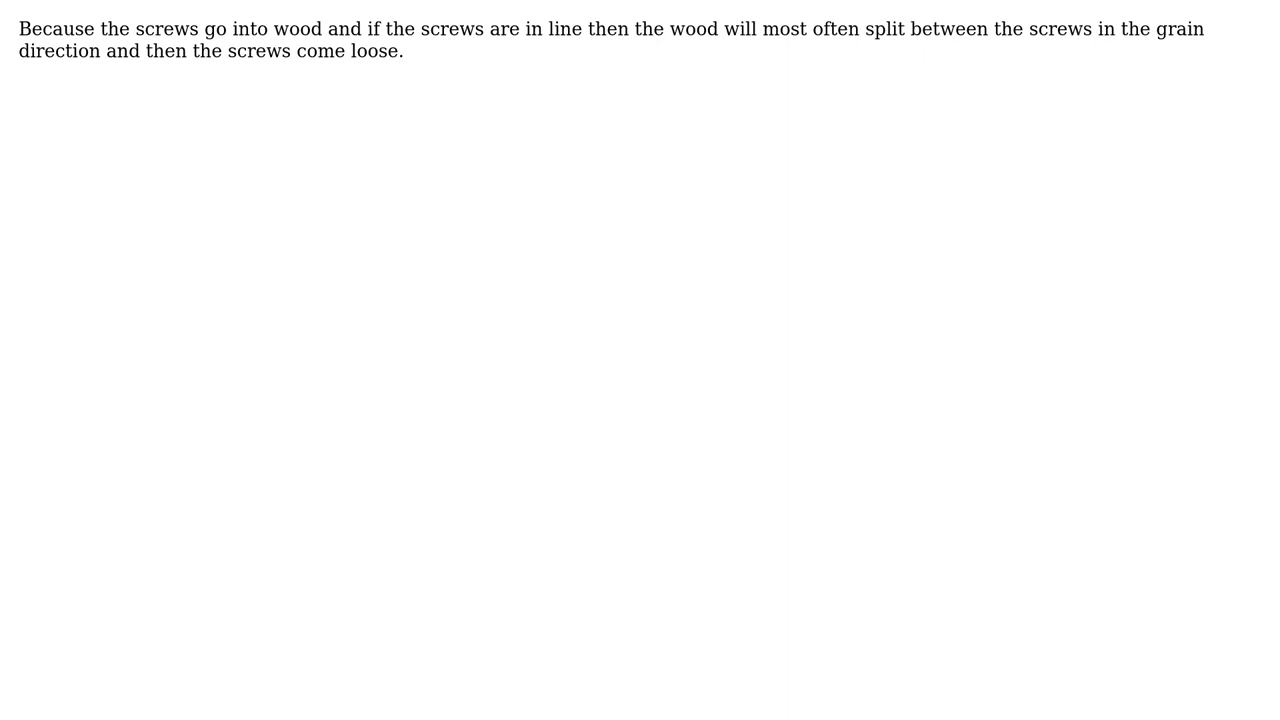 Because the screws go into wood and if the screws are in line then the wood will most often split between the screws in the grain
direction and then the screws come loose.